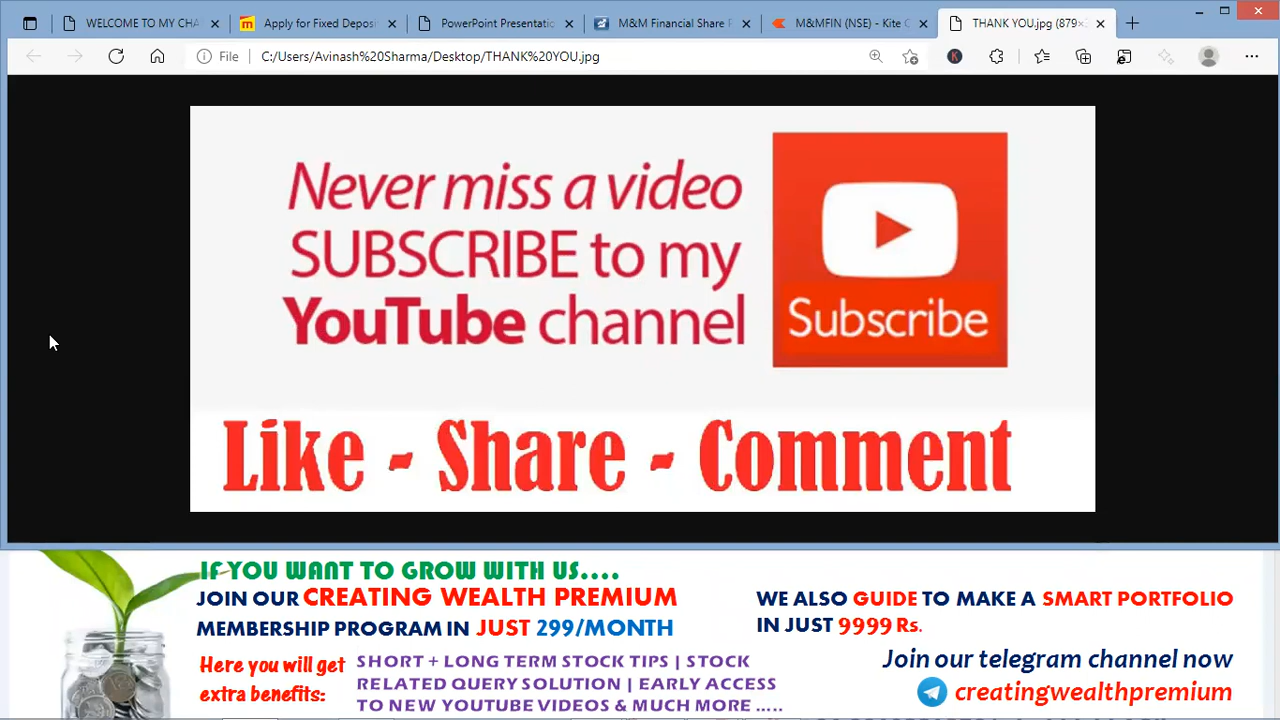 WELCOME TO MY CHA
Apply for Fixed Deposi
PowerPoint Presentatio
M&M Financial Share P
M&MFIN (NSE) - Kite C
THANK YOU.jpg (879×
File
C:/Users/Avinash%20Sharma/Desktop/THANK%20YOU.jpg
Never miss a video
SUBSCRIBE to my
YouTube channel
Subscribe
Like - Share - Comment
IF YOU WANT TO GROW WITH US....
JOIN OUR CREATING WEALTH PREMIUM
MEMBERSHIP PROGRAM IN JUST 299/MONTH
Here you will get
extra benefits:
SHORT + LONG TERM STOCK TIPS | STOCK
RELATED QUERY SOLUTION | EARLY ACCESS
TO NEW YOUTUBE VIDEOS & MUCH MORE .....
WE ALSO GUIDE TO MAKE A SMART PORTFOLIO
IN JUST 9999 Rs.
Join our telegram channel now
creatingwealthpremium